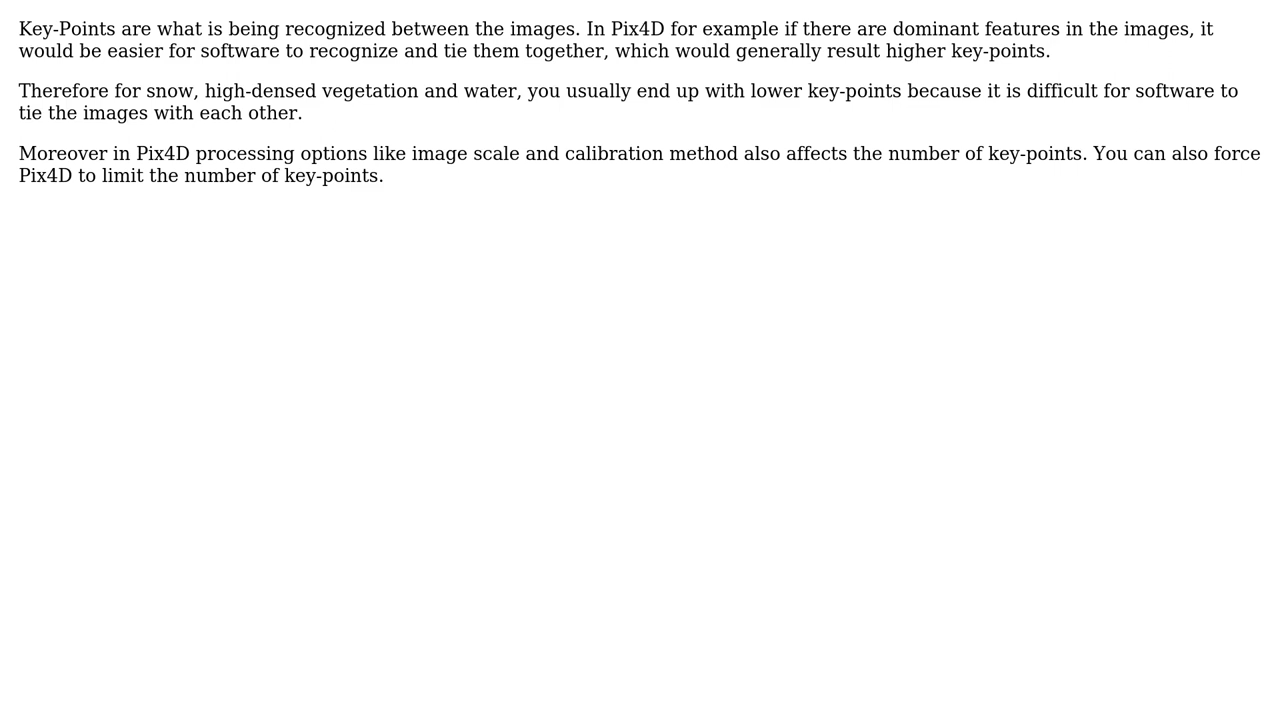 Key-Points are what is being recognized between the images. In Pix4D for example if there are dominant features in the images, it
would be easier for software to recognize and tie them together, which would generally result higher key-points.
Therefore for snow, high-densed vegetation and water, you usually end up with lower key-points because it is difficult for software to
tie the images with each other.
Moreover in Pix4D processing options like image scale and calibration method also affects the number of key-points. You can also force
Pix4D to limit the number of key-points.